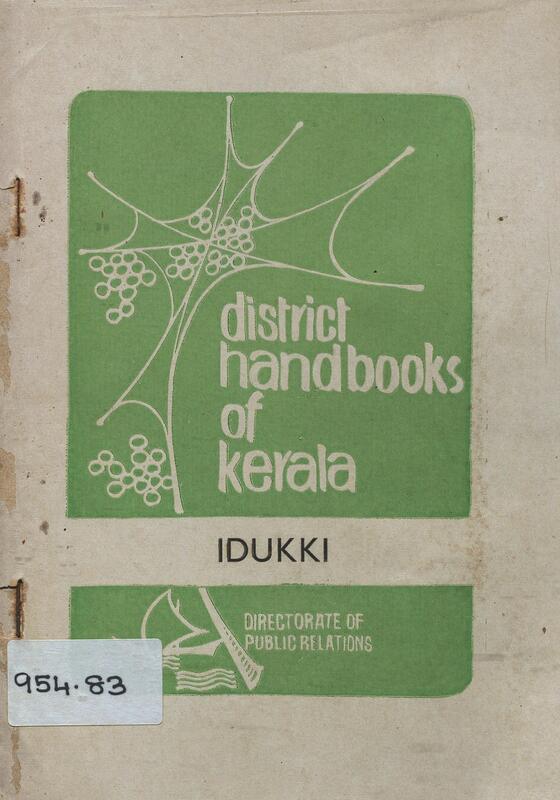 district
handbooks
of
kerala
IDUKKI
DIRECTORATE OF
PUBLIC RELATIONS
954.83